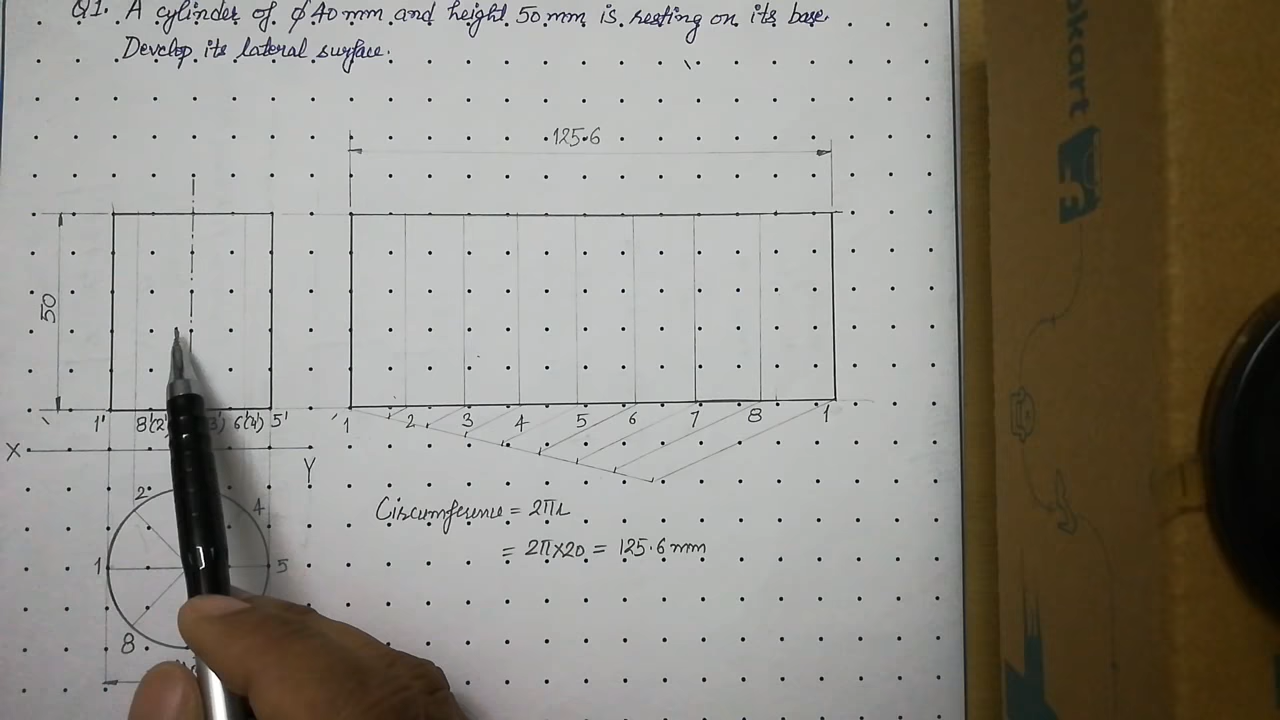 Q1. A cylinder of ϕ 40 mm and height 50 mm is resting on its base.
Develop its lateral surface.
125.6
50
1' 8'(2') 3') 6'(4') 5'
1 2 3 4 5 6 7 8 1
X Y
2 4
1 5
8
Circumference = 2πr
= 2π×20 = 125.6 mm